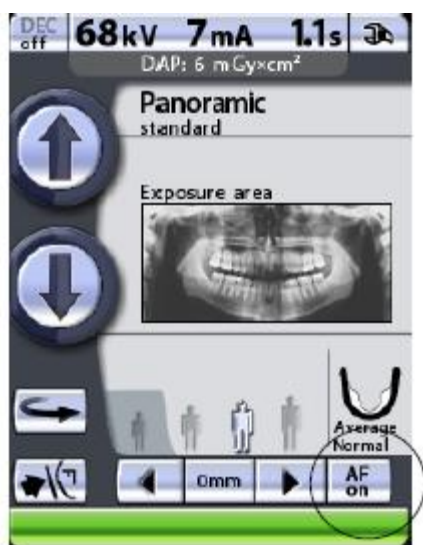 DEC off 68kV 7mA 1.1s
DAP: 6 mGy×cm²
Panoramic
standard
Exposure area
Average
Normal
0mm
AF on